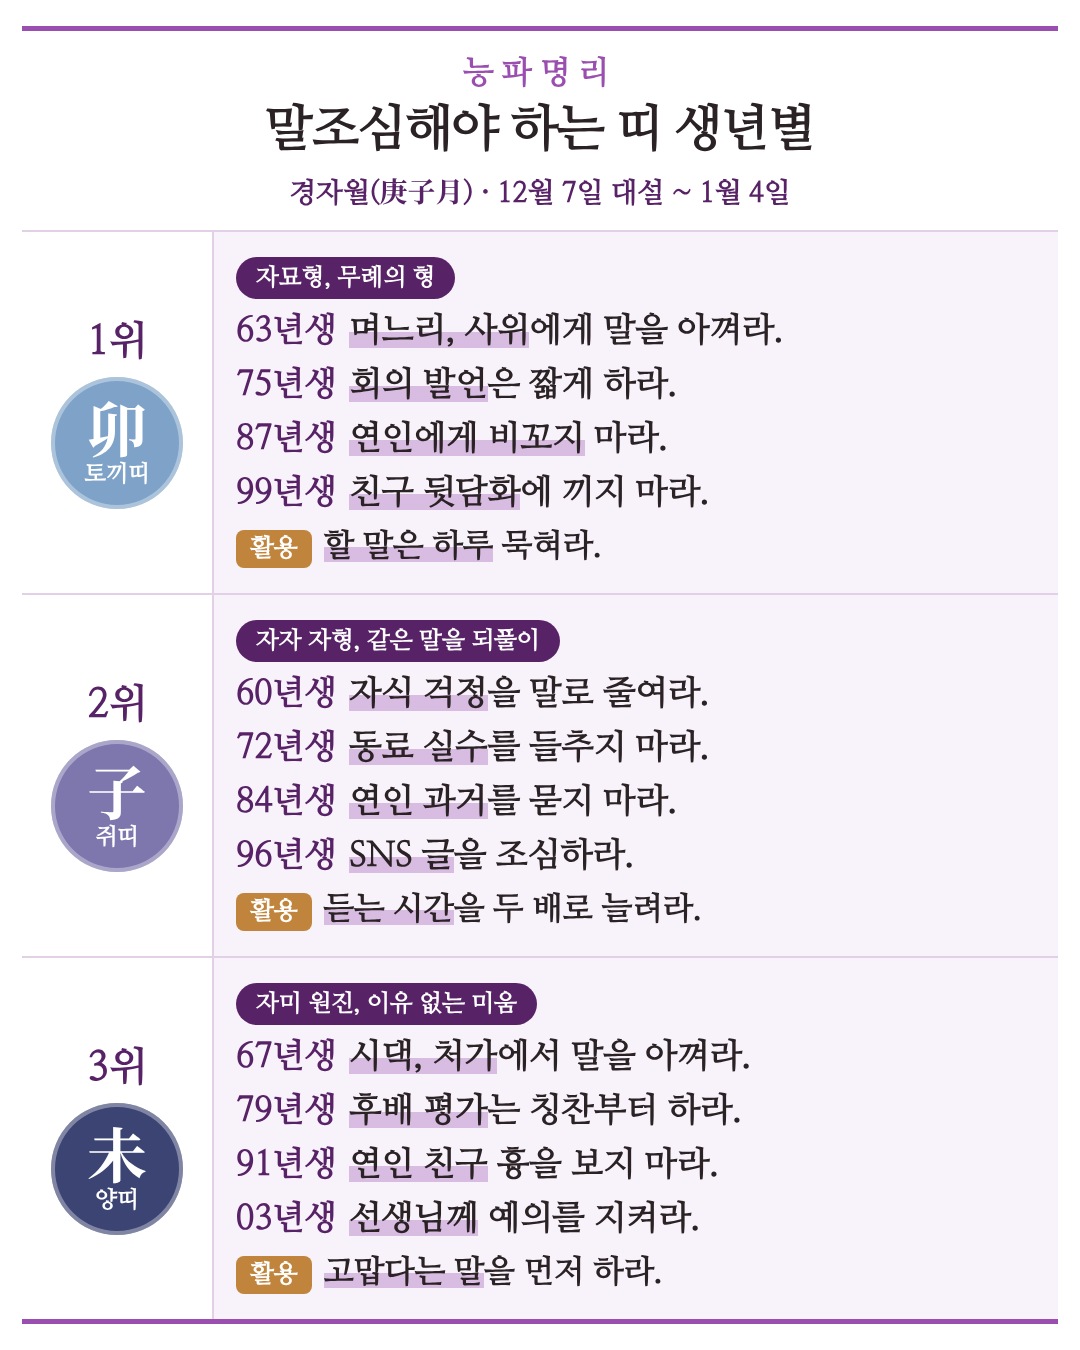 능파명리
말조심해야 하는 띠 생년별
경자월(庚子月) · 12월 7일 대설 ~ 1월 4일
1위
卯
토끼띠
자묘형, 무례의 형
63년생 며느리, 사위에게 말을 아껴라.
75년생 회의 발언은 짧게 하라.
87년생 연인에게 비꼬지 마라.
99년생 친구 뒷담화에 끼지 마라.
활용 할 말은 하루 묵혀라.
2위
子
쥐띠
자자 자형, 같은 말을 되풀이
60년생 자식 걱정을 말로 줄여라.
72년생 동료 실수를 들추지 마라.
84년생 연인 과거를 묻지 마라.
96년생 SNS 글을 조심하라.
활용 듣는 시간을 두 배로 늘려라.
3위
未
양띠
자미 원진, 이유 없는 미움
67년생 시댁, 처가에서 말을 아껴라.
79년생 후배 평가는 칭찬부터 하라.
91년생 연인 친구 흉을 보지 마라.
03년생 선생님께 예의를 지켜라.
활용 고맙다는 말을 먼저 하라.